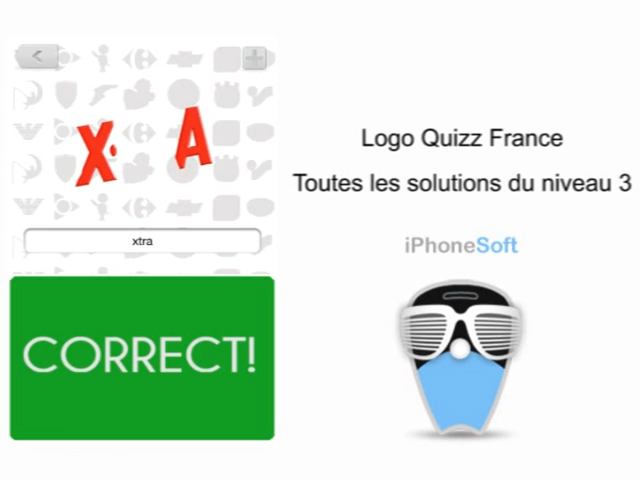 X A
xtra
CORRECT!
Logo Quizz France
Toutes les solutions du niveau 3
iPhoneSoft